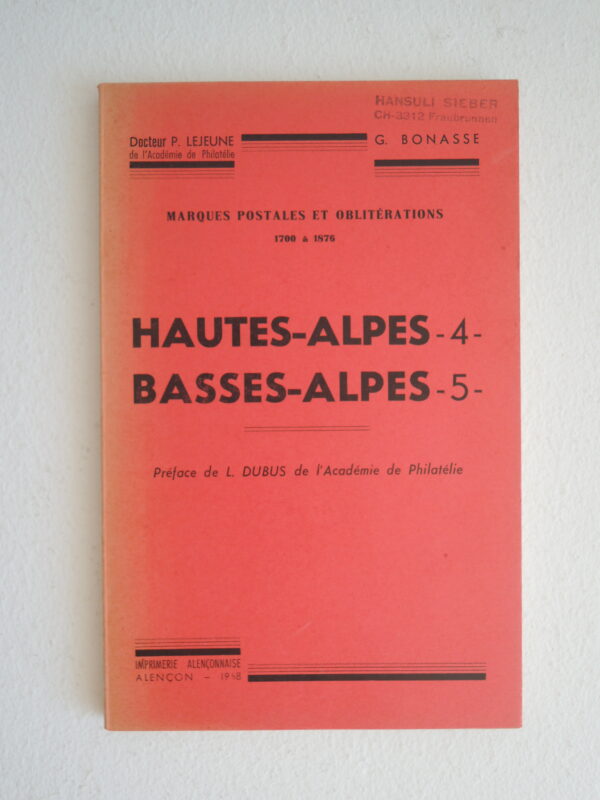 HANSULI SIEBER
CH-3312 Fraubrunnen
Docteur P. LEJEUNE
de l'Académie de Philatélie
G. BONASSE
MARQUES POSTALES ET OBLITÉRATIONS
1700 à 1876
HAUTES-ALPES -4-
BASSES-ALPES -5-
Préface de L. DUBUS de l'Académie de Philatélie
IMPRIMERIE ALENÇONNAISE
ALENÇON -